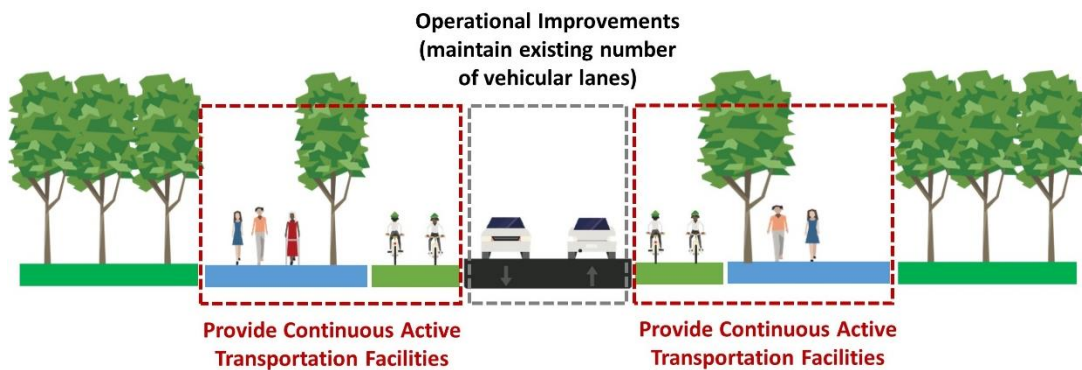 Operational Improvements
(maintain existing number
of vehicular lanes)
Provide Continuous Active
Transportation Facilities
Provide Continuous Active
Transportation Facilities